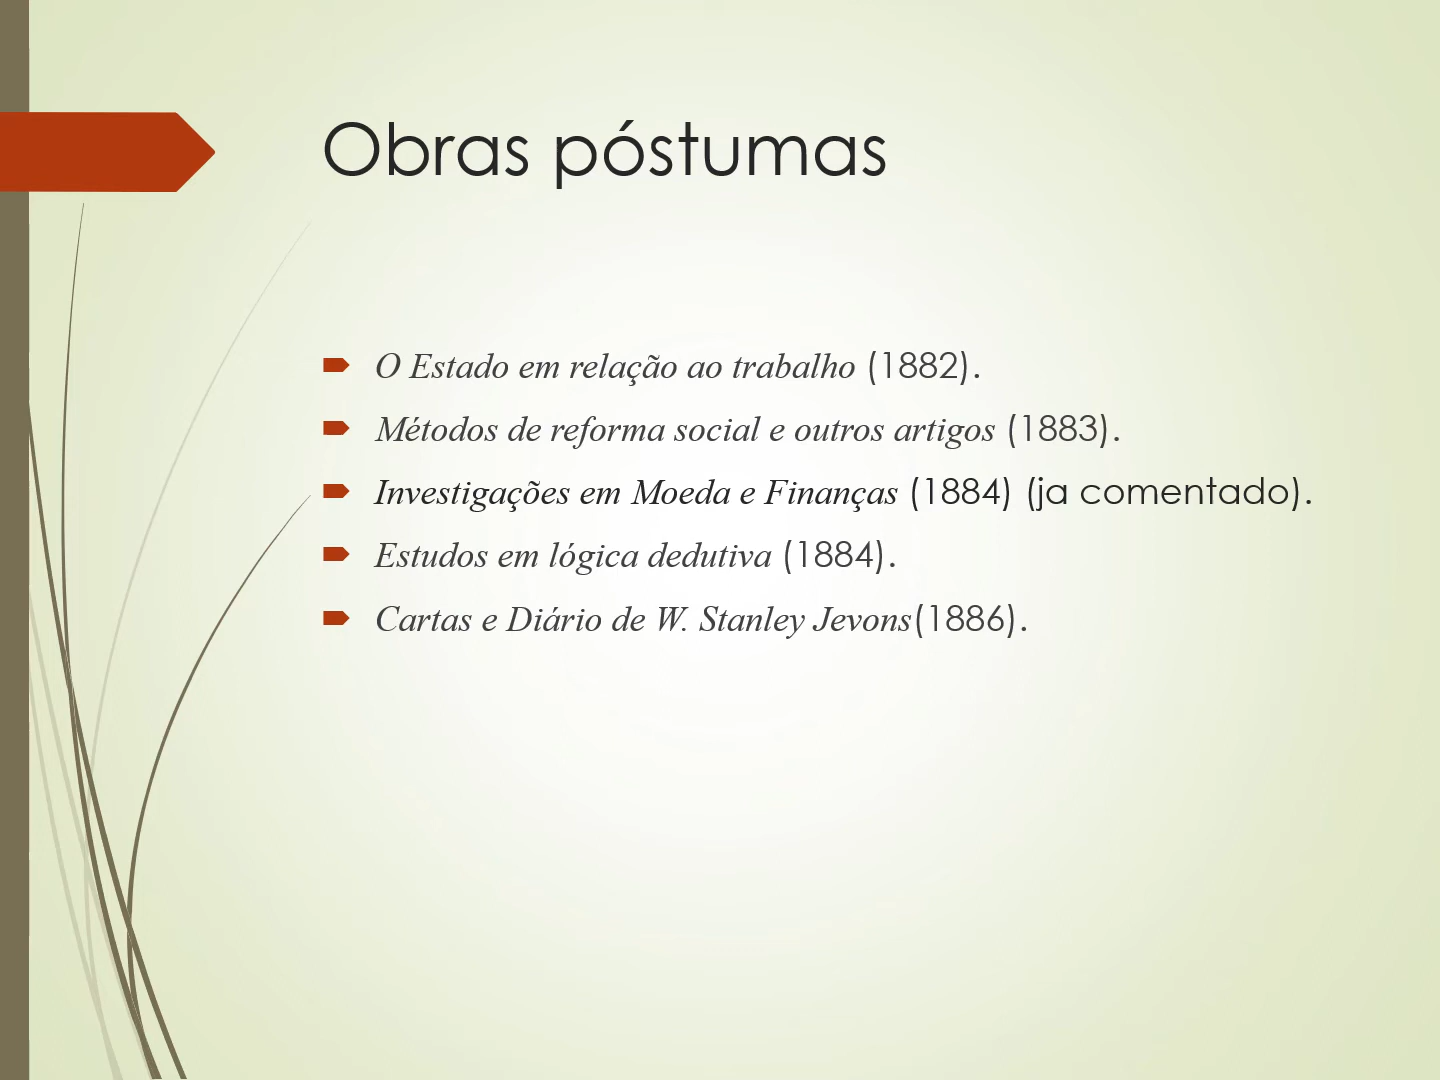 Obras póstumas
O Estado em relação ao trabalho (1882).
Métodos de reforma social e outros artigos (1883).
Investigações em Moeda e Finanças (1884) (ja comentado).
Estudos em lógica dedutiva (1884).
Cartas e Diário de W. Stanley Jevons(1886).